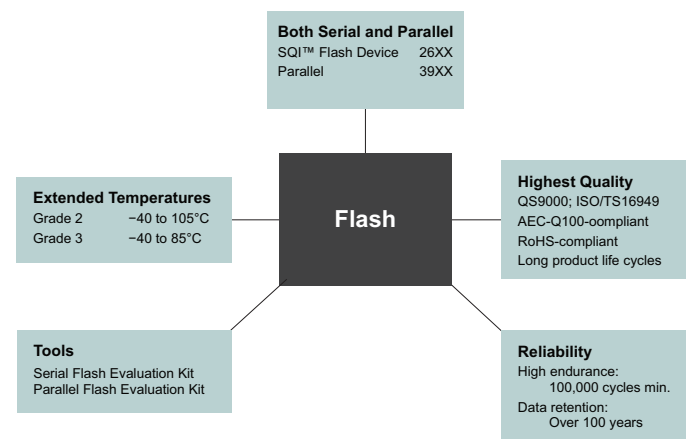 Both Serial and Parallel
SQI™ Flash Device 26XX
Parallel 39XX
Extended Temperatures
Grade 2 −40 to 105°C
Grade 3 −40 to 85°C
Flash
Highest Quality
QS9000; ISO/TS16949
AEC-Q100-oompliant
RoHS-compliant
Long product life cycles
Tools
Serial Flash Evaluation Kit
Parallel Flash Evaluation Kit
Reliability
High endurance:
100,000 cycles min.
Data retention:
Over 100 years